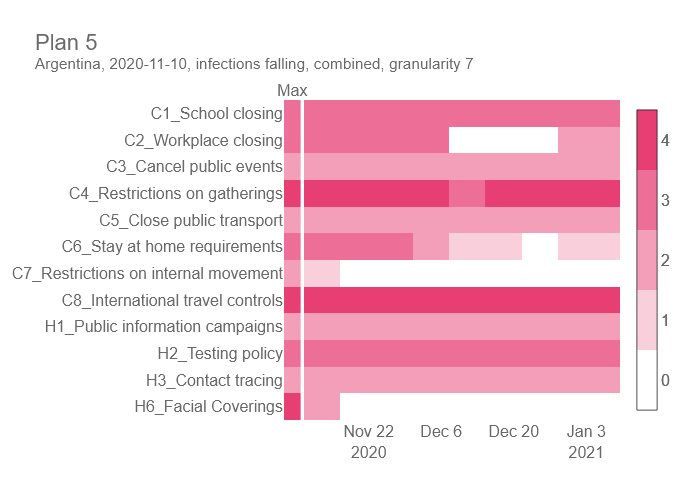 Plan 5
Argentina, 2020-11-10, infections falling, combined, granularity 7
Max
C1_School closing
C2_Workplace closing
C3_Cancel public events
C4_Restrictions on gatherings
C5_Close public transport
C6_Stay at home requirements
C7_Restrictions on internal movement
C8_International travel controls
H1_Public information campaigns
H2_Testing policy
H3_Contact tracing
H6_Facial Coverings
Nov 22 Dec 6 Dec 20 Jan 3
2020 2021
4
3
2
1
0